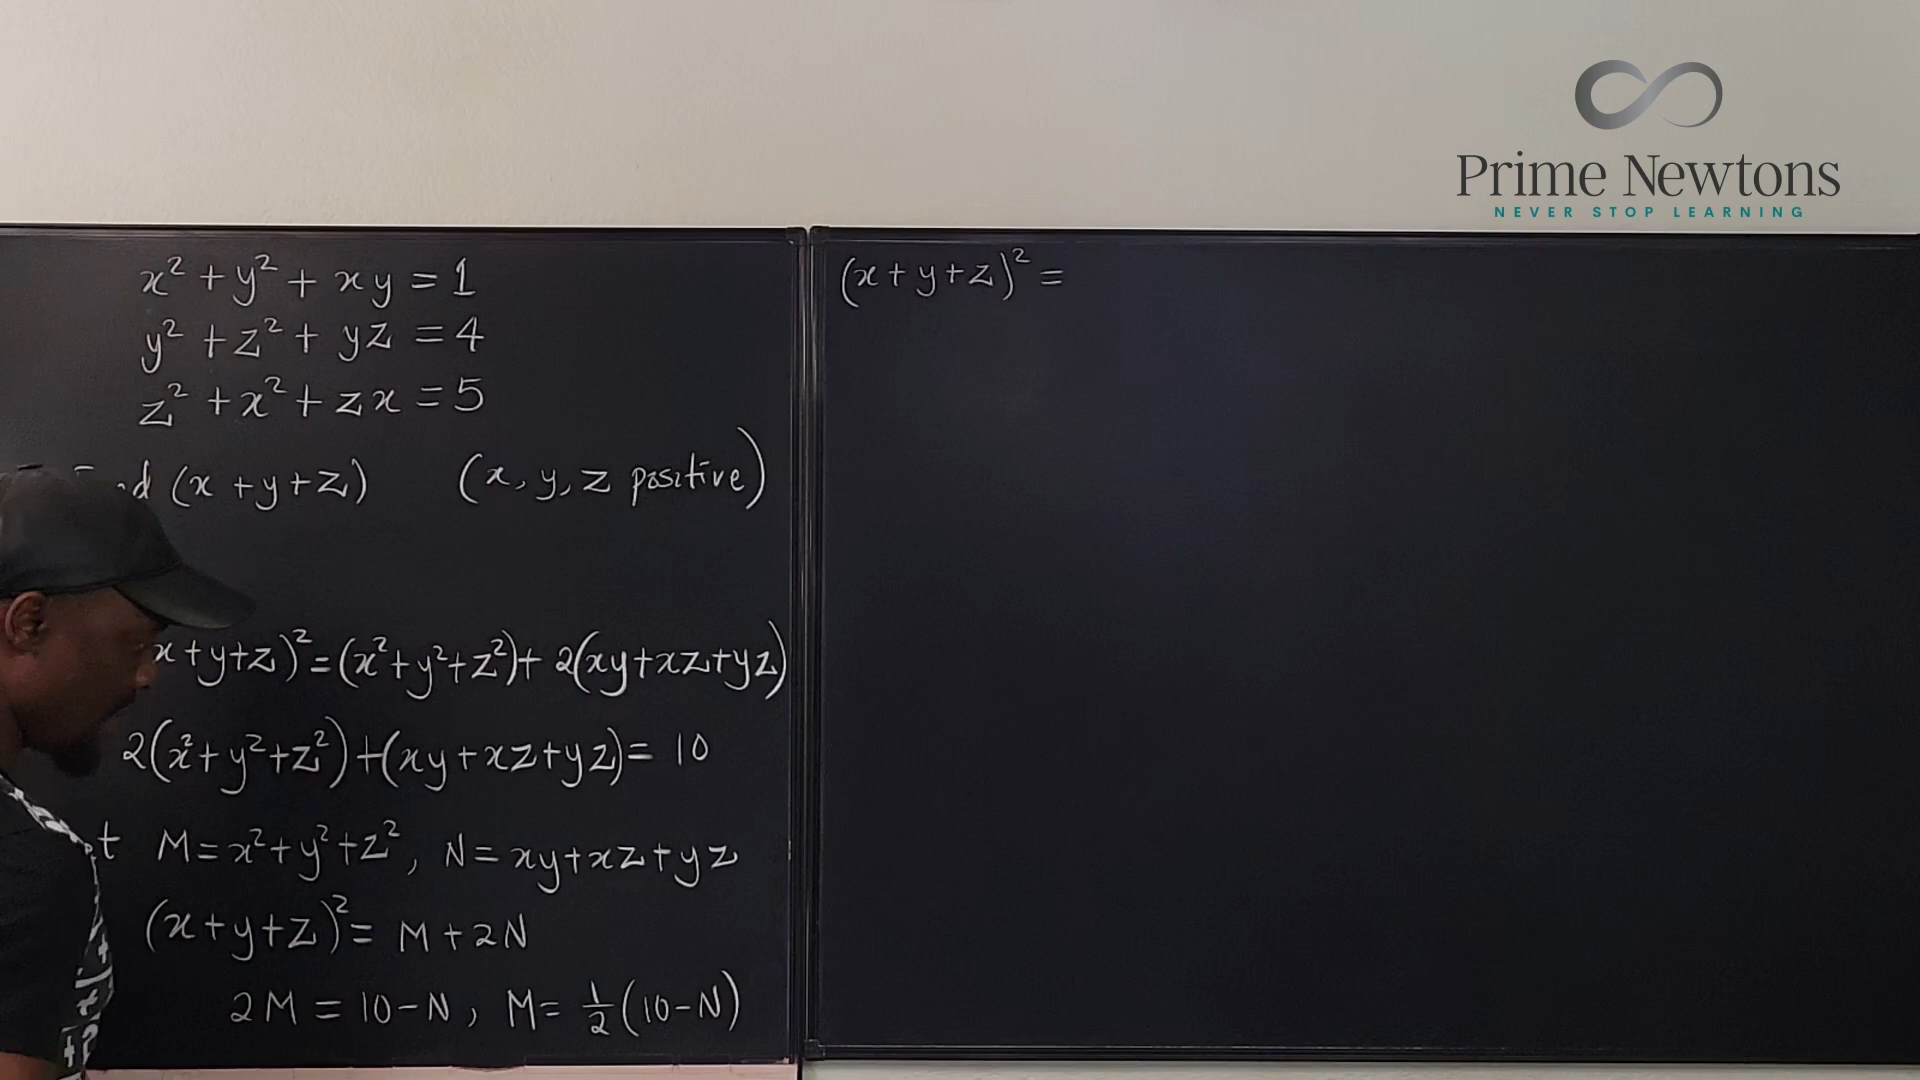 Prime Newtons
NEVER STOP LEARNING
x² + y² + xy = 1
y² + z² + yz = 4
z² + x² + zx = 5
(x + y + z) (x, y, z positive)
x + y + z)² = (x² + y² + z²) + 2(xy + xz + yz)
2(x² + y² + z²) + (xy + xz + yz) = 10
M = x² + y² + z², N = xy + xz + yz
(x + y + z)² = M + 2N
2M = 10 - N, M = ½(10 - N)
(x + y + z)² =